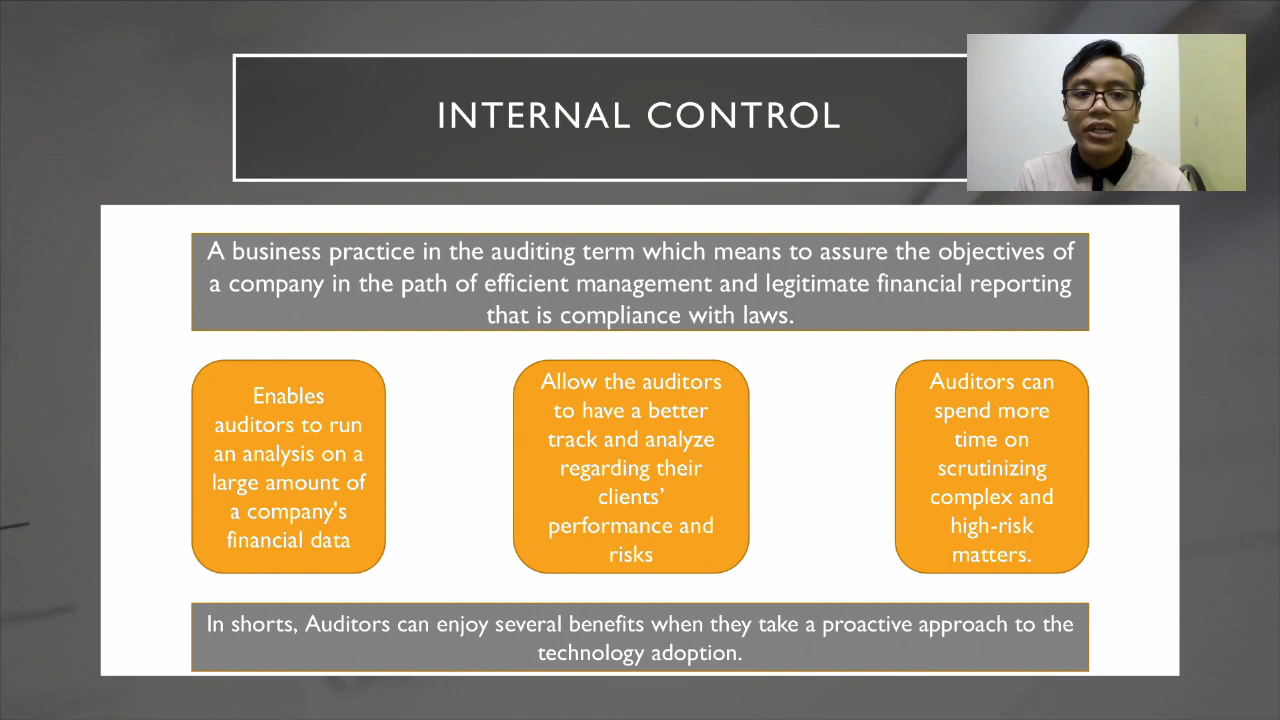 INTERNAL CONTROL
A business practice in the auditing term which means to assure the objectives of
a company in the path of efficient management and legitimate financial reporting
that is compliance with laws.
Enables
auditors to run
an analysis on a
large amount of
a company's
financial data
Allow the auditors
to have a better
track and analyze
regarding their
clients’
performance and
risks
Auditors can
spend more
time on
scrutinizing
complex and
high-risk
matters.
In shorts, Auditors can enjoy several benefits when they take a proactive approach to the
technology adoption.